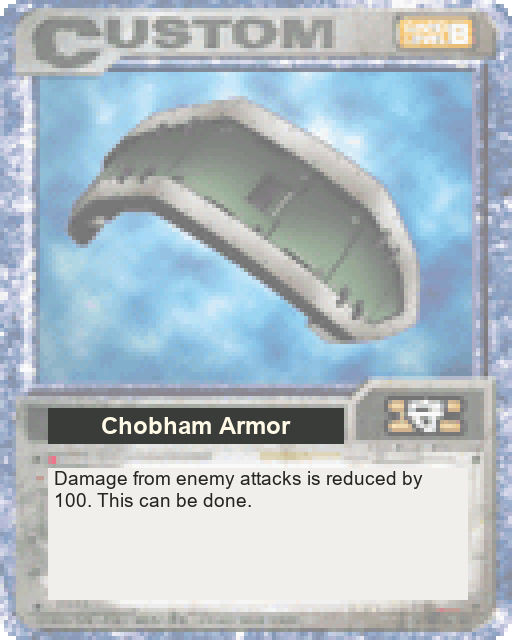 CUSTOM
B
Chobham Armor
Damage from enemy attacks is reduced by
100. This can be done.